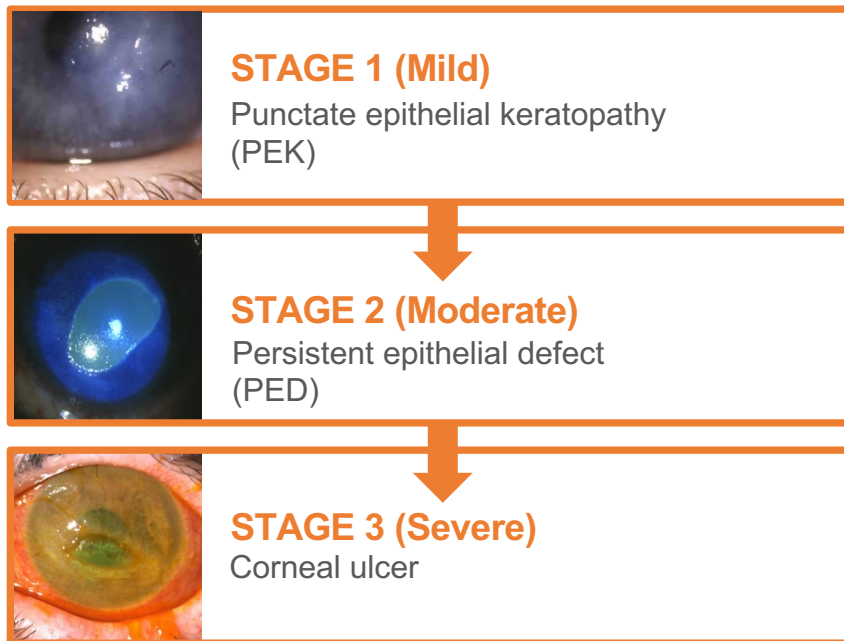 STAGE 1 (Mild)
Punctate epithelial keratopathy
(PEK)
STAGE 2 (Moderate)
Persistent epithelial defect
(PED)
STAGE 3 (Severe)
Corneal ulcer